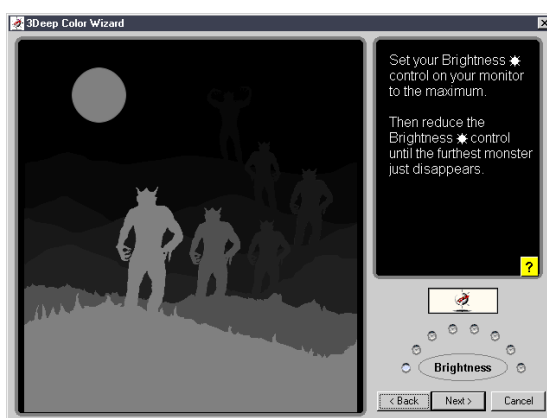 3Deep Color Wizard
Set your Brightness
control on your monitor
to the maximum.
Then reduce the
Brightness control
until the furthest monster
just disappears.
?
Brightness
< Back Next > Cancel